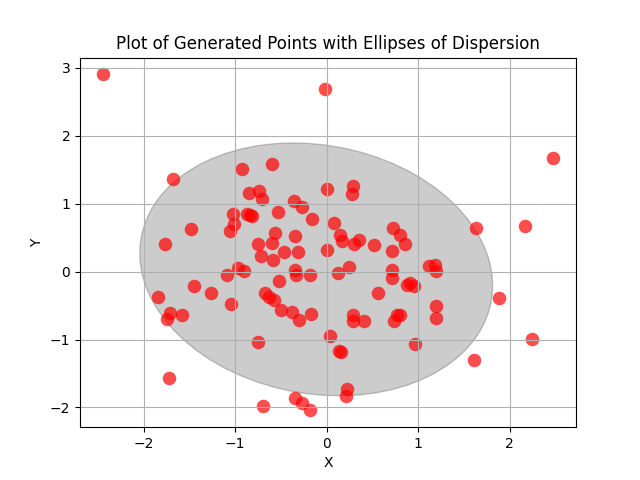 Plot of Generated Points with Ellipses of Dispersion
3
2
1
0
−1
−2
Y
−2 −1 0 1 2
X